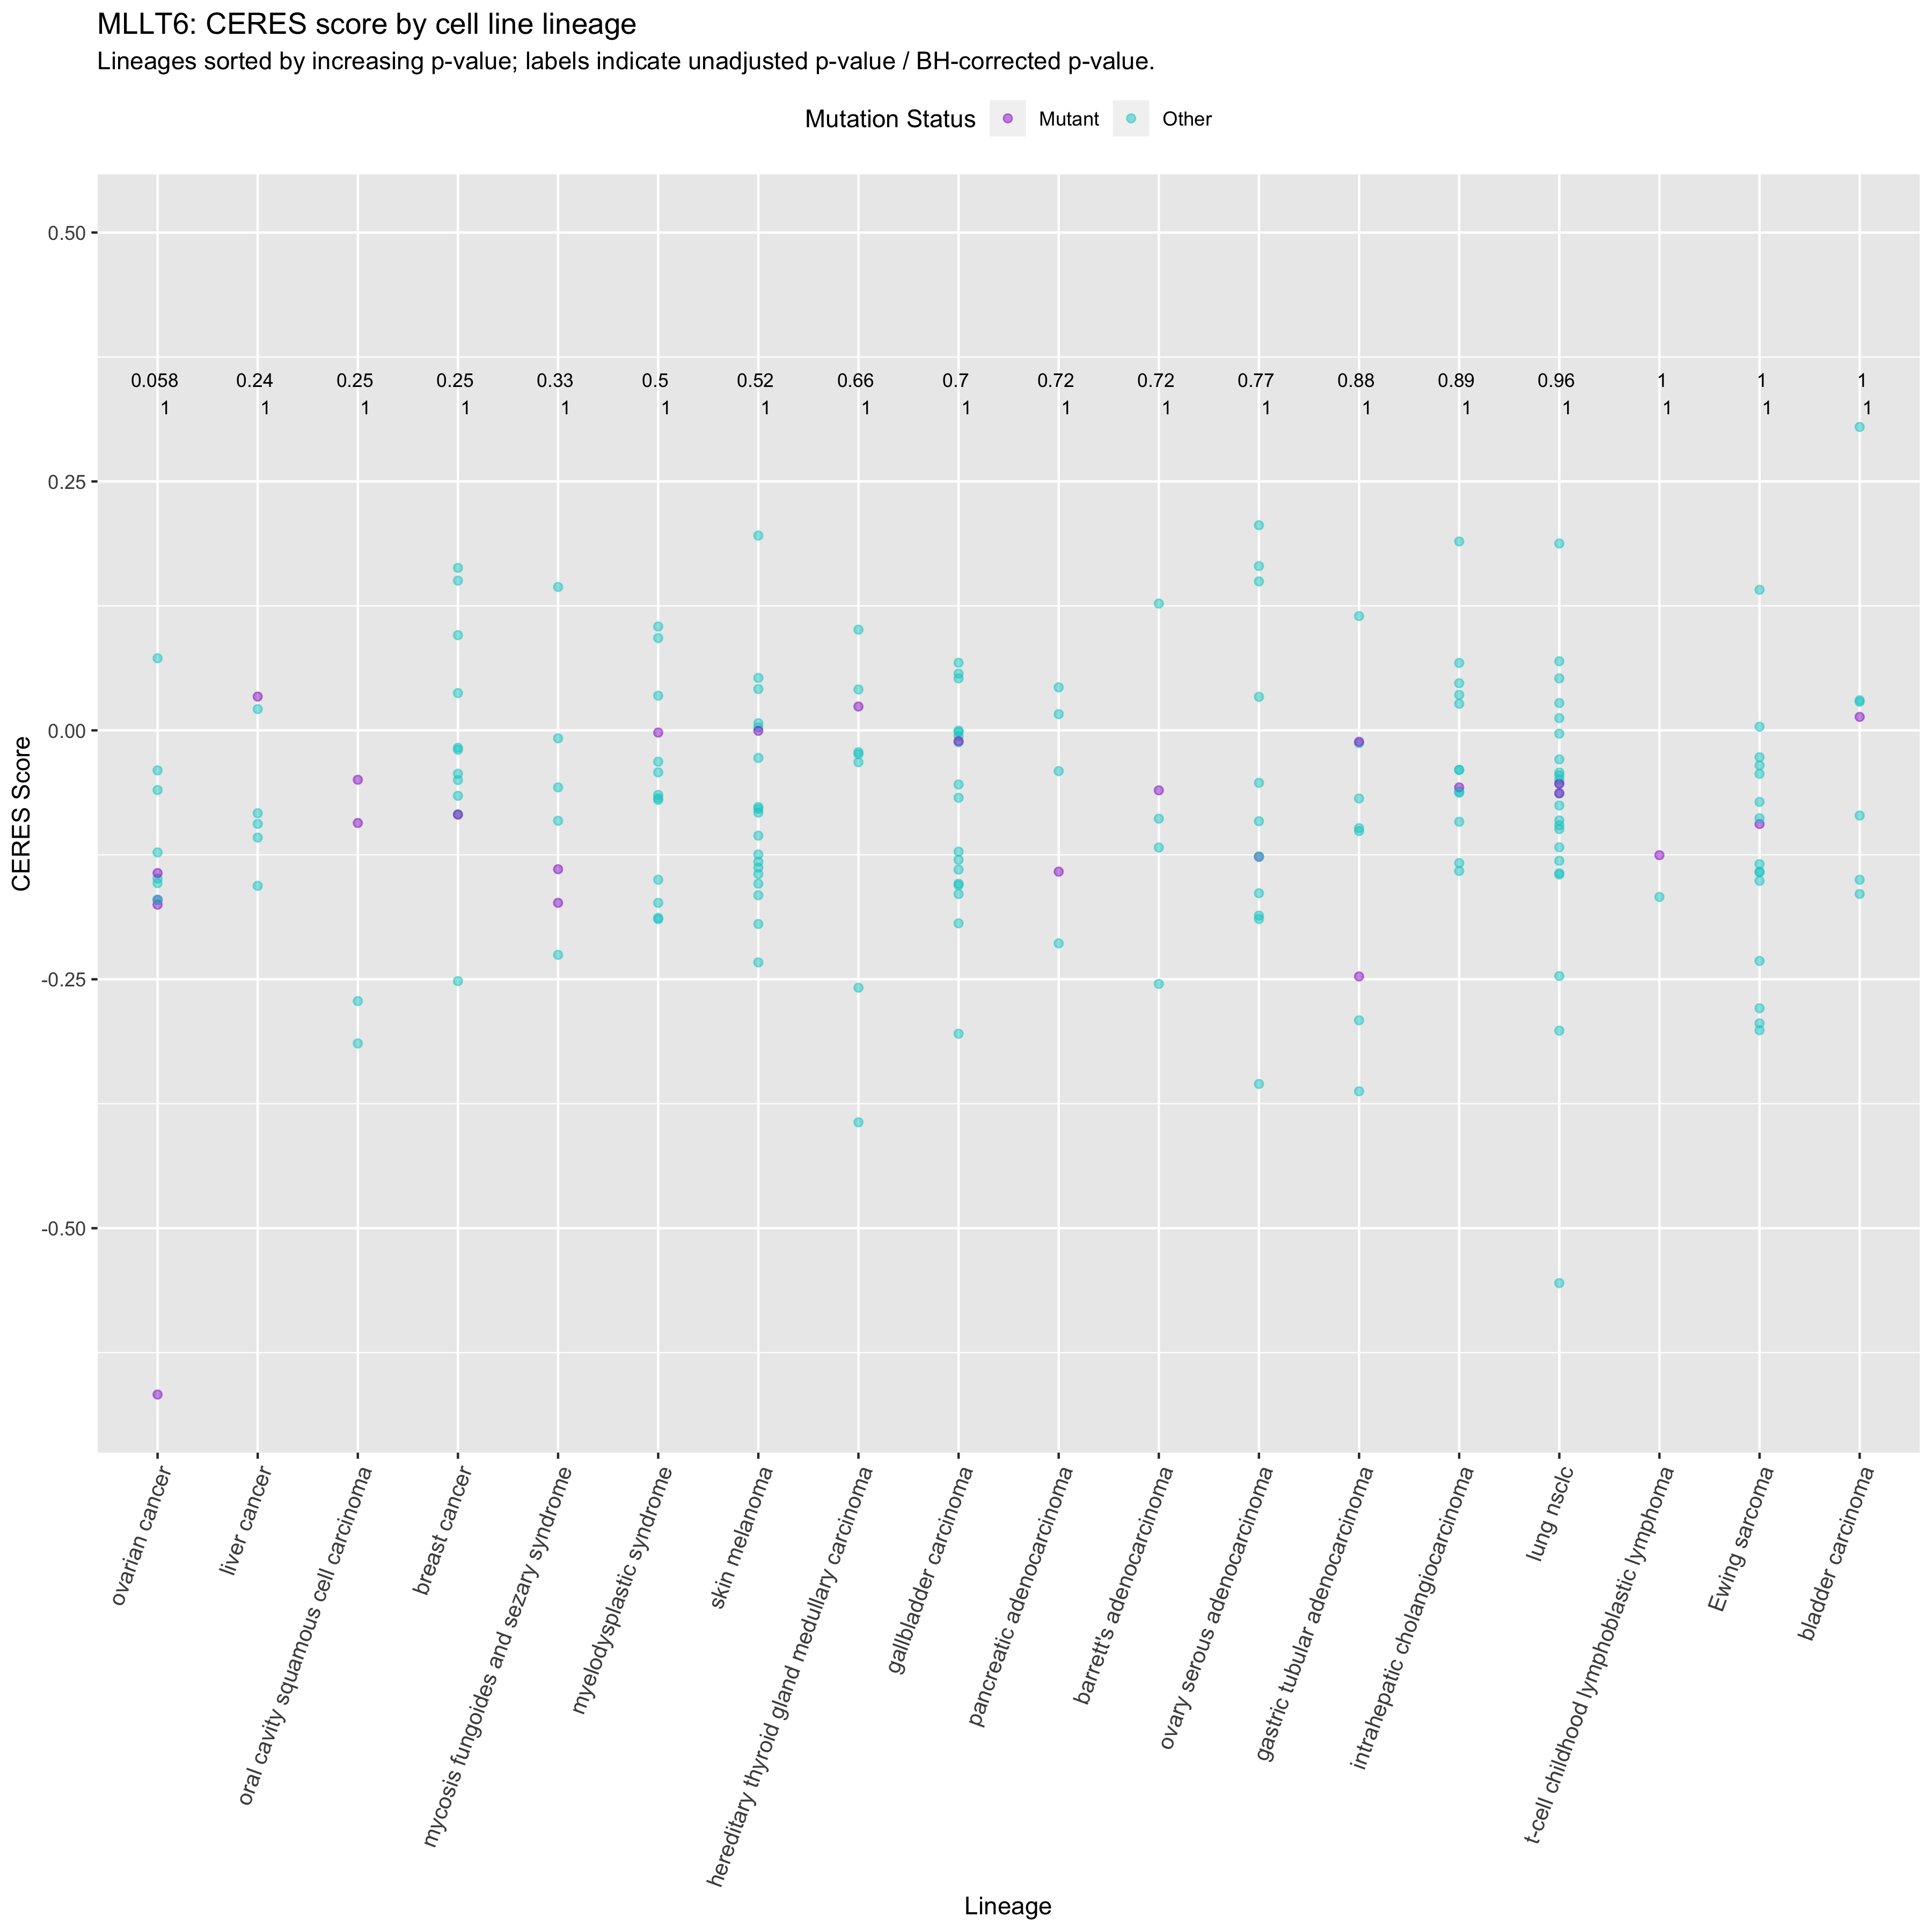 MLLT6: CERES score by cell line lineage
Lineages sorted by increasing p-value; labels indicate unadjusted p-value / BH-corrected p-value.
Mutation Status Mutant Other
0.50
0.058 0.24 0.25 0.25 0.33 0.5 0.52 0.66 0.7 0.72 0.72 0.77 0.88 0.89 0.96 1 1 1
1 1 1 1 1 1 1 1 1 1 1 1 1 1 1 1 1 1
0.25
0.00
-0.25
-0.50
CERES Score
ovarian cancer
liver cancer
oral cavity squamous cell carcinoma
breast cancer
mycosis fungoides and sezary syndrome
myelodysplastic syndrome
skin melanoma
hereditary thyroid gland medullary carcinoma
gallbladder carcinoma
pancreatic adenocarcinoma
barrett's adenocarcinoma
ovary serous adenocarcinoma
gastric tubular adenocarcinoma
intrahepatic cholangiocarcinoma
lung nsclc
t-cell childhood lymphoblastic lymphoma
Ewing sarcoma
bladder carcinoma
Lineage